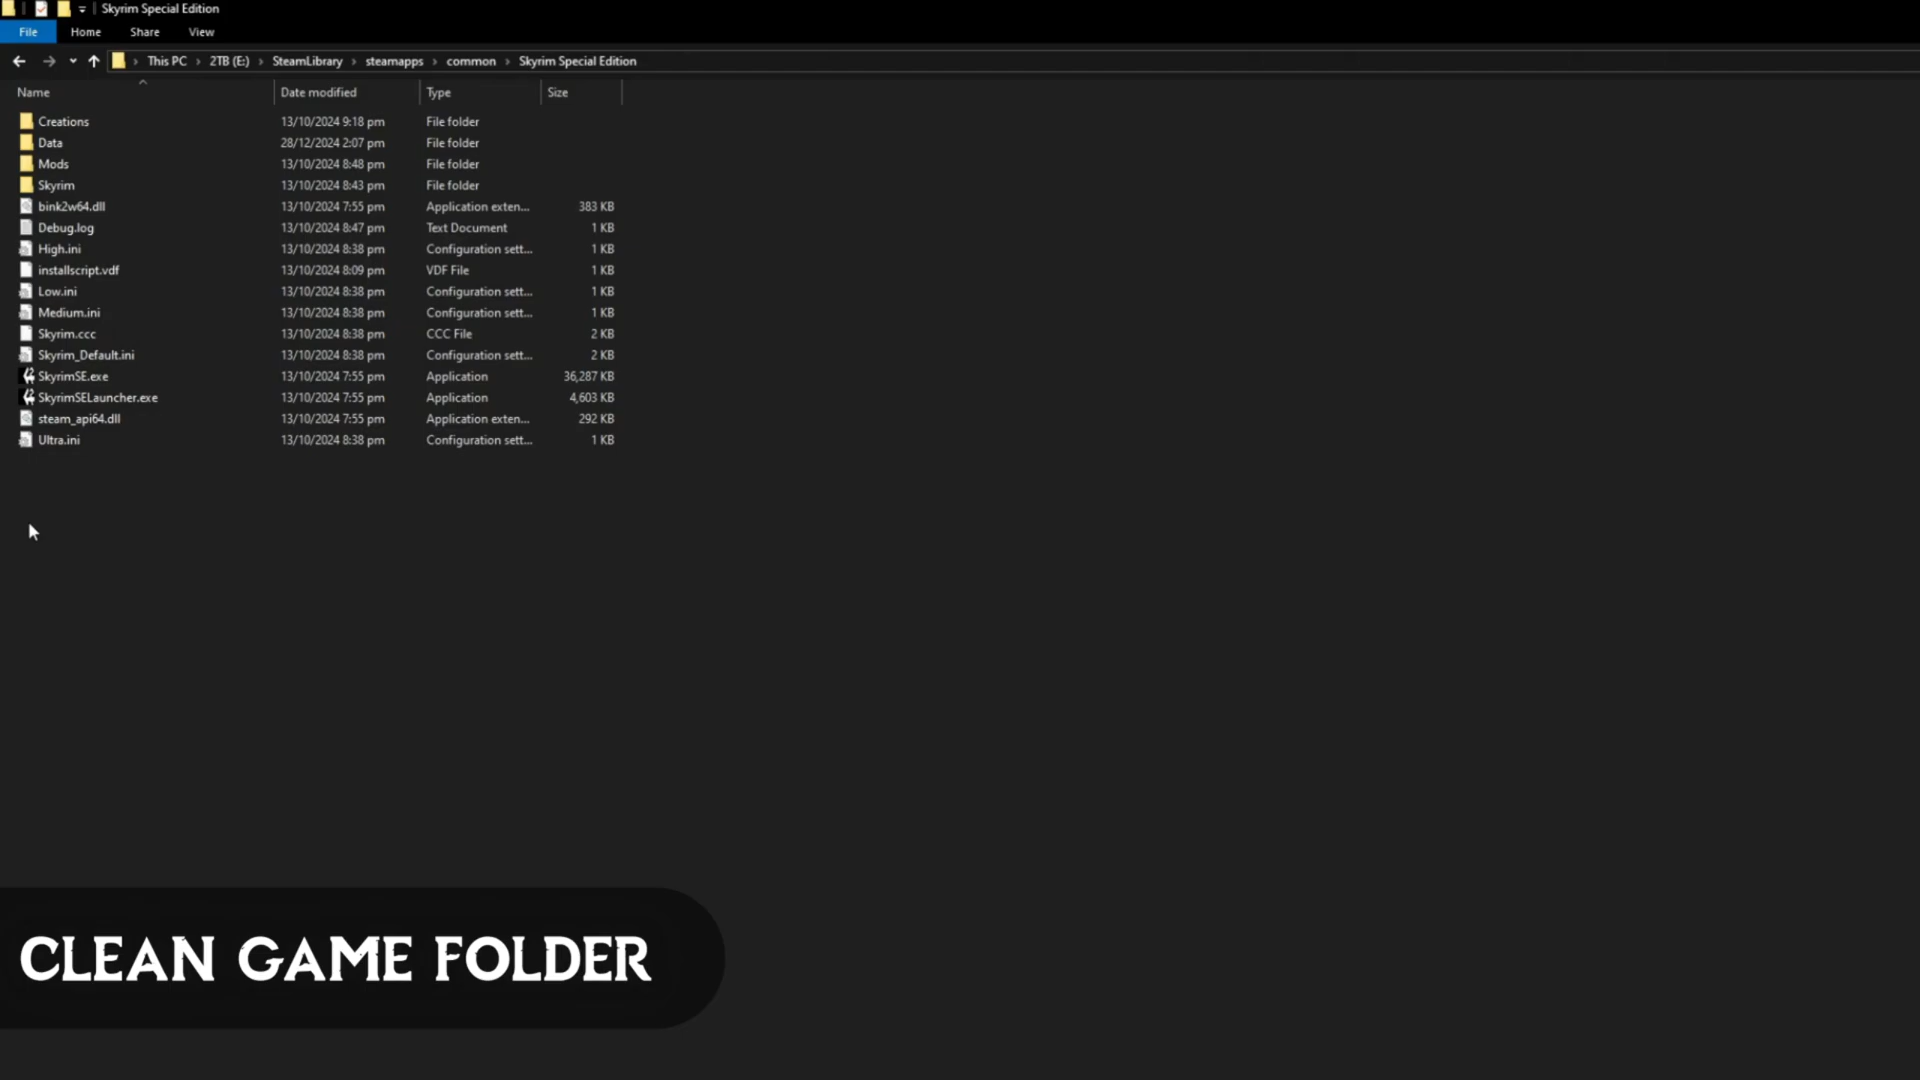 Skyrim Special Edition
File Home Share View
This PC > 2TB (E:) > SteamLibrary > steamapps > common > Skyrim Special Edition
Name Date modified Type Size
Creations 13/10/2024 9:18 pm File folder
Data 28/12/2024 2:07 pm File folder
Mods 13/10/2024 8:48 pm File folder
Skyrim 13/10/2024 8:43 pm File folder
bink2w64.dll 13/10/2024 7:55 pm Application exten... 383 KB
Debug.log 13/10/2024 8:47 pm Text Document 1 KB
High.ini 13/10/2024 8:38 pm Configuration sett... 1 KB
installscript.vdf 13/10/2024 8:09 pm VDF File 1 KB
Low.ini 13/10/2024 8:38 pm Configuration sett... 1 KB
Medium.ini 13/10/2024 8:38 pm Configuration sett... 1 KB
Skyrim.ccc 13/10/2024 8:38 pm CCC File 2 KB
Skyrim_Default.ini 13/10/2024 8:38 pm Configuration sett... 2 KB
SkyrimSE.exe 13/10/2024 7:55 pm Application 36,287 KB
SkyrimSELauncher.exe 13/10/2024 7:55 pm Application 4,603 KB
steam_api64.dll 13/10/2024 7:55 pm Application exten... 292 KB
Ultra.ini 13/10/2024 8:38 pm Configuration sett... 1 KB
CLEAN GAME FOLDER